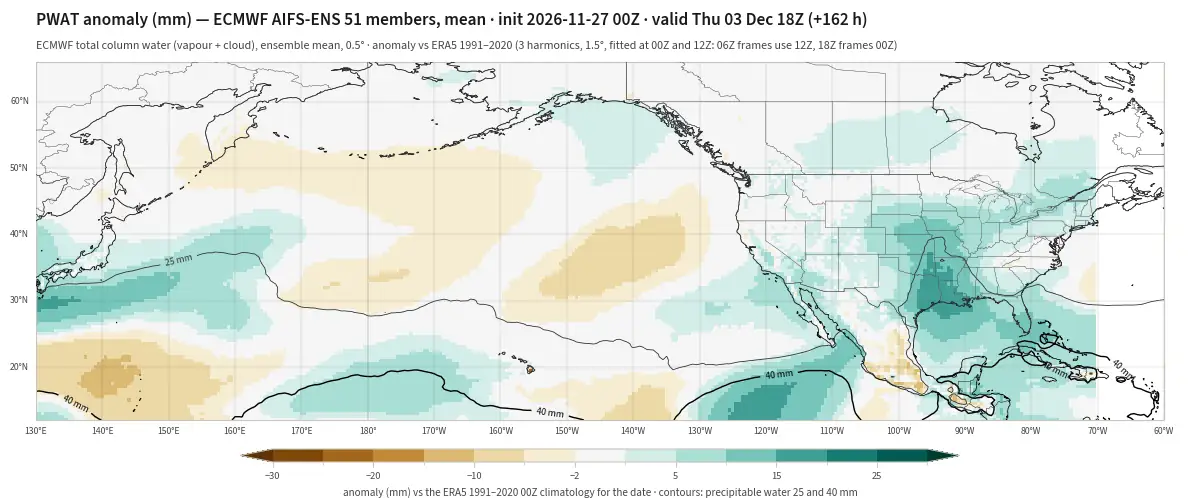 PWAT anomaly (mm) — ECMWF AIFS-ENS 51 members, mean · init 2026-11-27 00Z · valid Thu 03 Dec 18Z (+162 h)
ECMWF total column water (vapour + cloud), ensemble mean, 0.5° · anomaly vs ERA5 1991–2020 (3 harmonics, 1.5°, fitted at 00Z and 12Z: 06Z frames use 12Z, 18Z frames 00Z)
60°N
50°N
40°N
30°N
20°N
25 mm
40 mm
40 mm
40 mm
40 mm
40 mm
130°E 140°E 150°E 160°E 170°E 180° 170°W 160°W 150°W 140°W 130°W 120°W 110°W 100°W 90°W 80°W 70°W 60°W
−30 −20 −10 −2 5 15 25
anomaly (mm) vs the ERA5 1991–2020 00Z climatology for the date · contours: precipitable water 25 and 40 mm